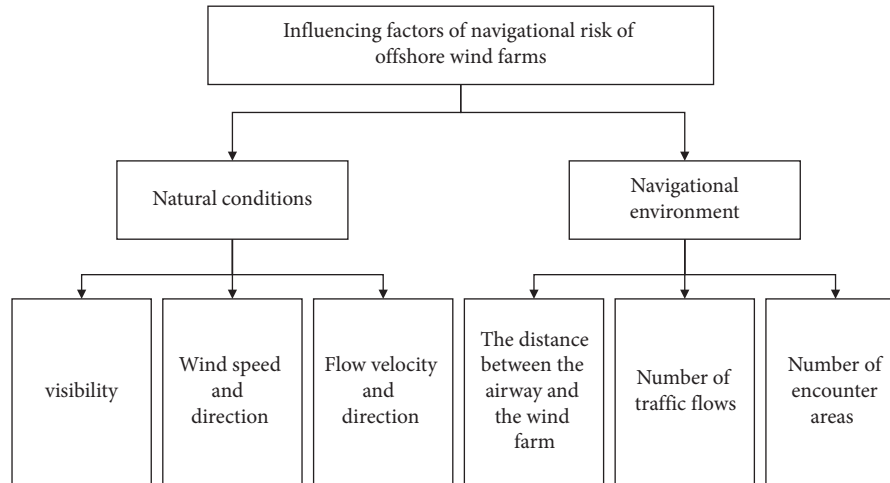 Influencing factors of navigational risk of
offshore wind farms
Natural conditions
Navigational
environment
visibility
Wind speed
and
direction
Flow velocity
and
direction
The distance
between the
airway and
the wind
farm
Number of
traffic flows
Number of
encounter
areas